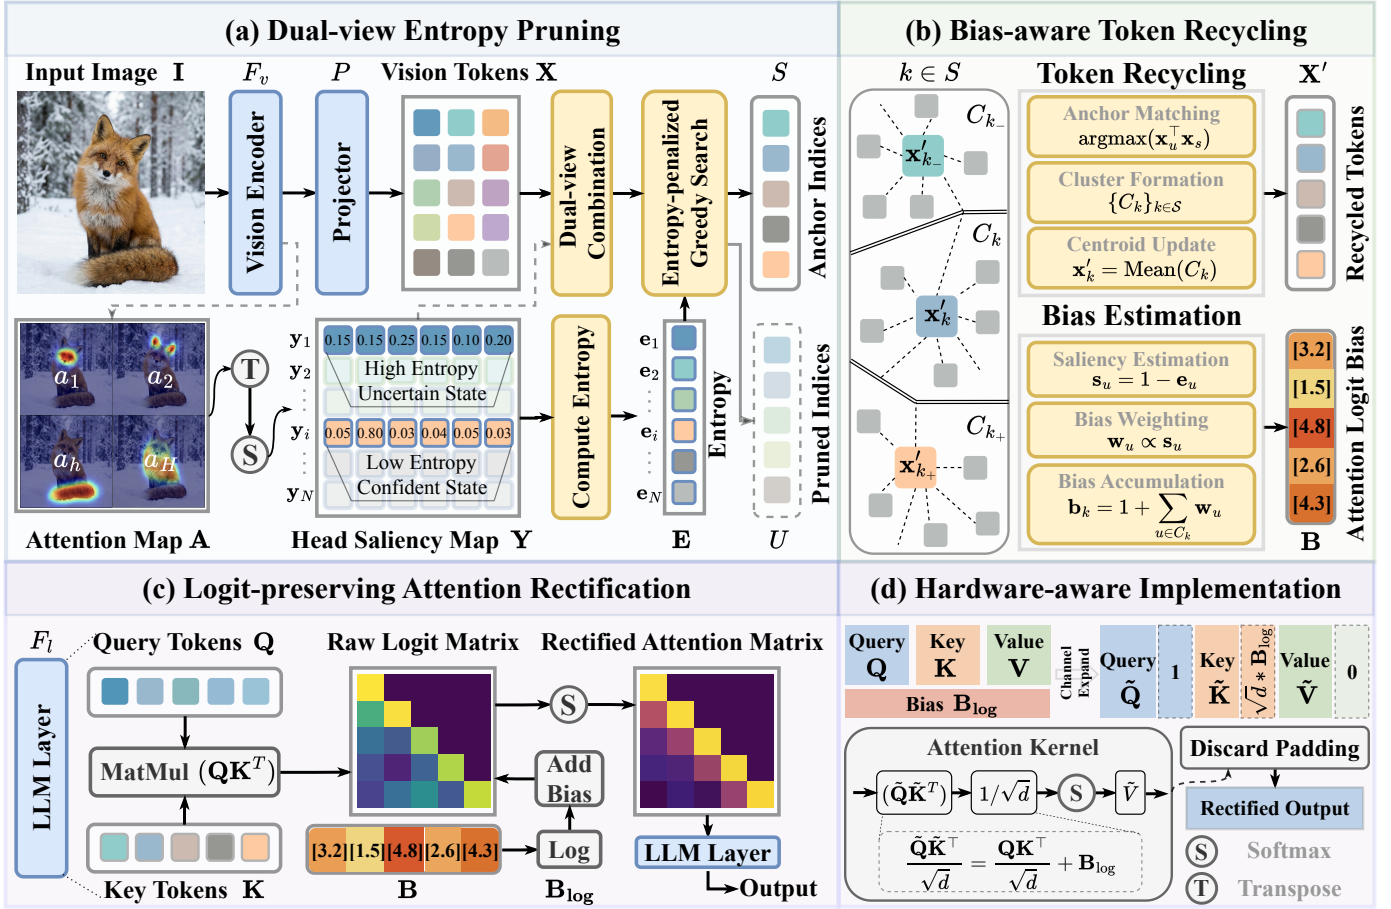 (a) Dual-view Entropy Pruning
Input Image I
F_v
P
Vision Tokens X
S
Vision Encoder
Projector
Dual-view
Combination
Entropy-penalized
Greedy Search
Anchor Indices
a_1
a_2
a_h
a_H
T
S
y_1
0.15 0.15 0.25 0.15 0.10 0.20
y_2
High Entropy
Uncertain State
y_i
0.05 0.80 0.03 0.04 0.05 0.03
Low Entropy
Confident State
y_N
Compute Entropy
e_1
e_2
e_i
e_N
Entropy
Pruned Indices
Attention Map A
Head Saliency Map Y
E
U
(b) Bias-aware Token Recycling
k ∈ S
C_{k_-}
x'_{k_-}
C_k
x'_k
C_{k_+}
x'_{k_+}
Token Recycling
Anchor Matching
argmax(x_u^⊤ x_s)
Cluster Formation
{C_k}_{k∈S}
Centroid Update
x'_k = Mean(C_k)
X'
Recycled Tokens
Bias Estimation
Saliency Estimation
s_u = 1 − e_u
Bias Weighting
w_u ∝ s_u
Bias Accumulation
b_k = 1 + ∑_{u∈C_k} w_u
[3.2]
[1.5]
[4.8]
[2.6]
[4.3]
Attention Logit Bias
B
(c) Logit-preserving Attention Rectification
F_l
LLM Layer
Query Tokens Q
MatMul (QK^T)
Key Tokens K
Raw Logit Matrix
S
Rectified Attention Matrix
Add
Bias
[3.2] [1.5] [4.8] [2.6] [4.3]
B
Log
B_log
LLM Layer
Output
(d) Hardware-aware Implementation
Query
Q
Key
K
Value
V
Bias B_log
Channel
Expand
Query
Q̃
1
Key
K̃
√d * B_log
Value
Ṽ
0
Attention Kernel
(Q̃K̃^T)
1/√d
S
Ṽ
Q̃K̃^⊤/√d = QK^⊤/√d + B_log
Discard Padding
Rectified Output
S Softmax
T Transpose